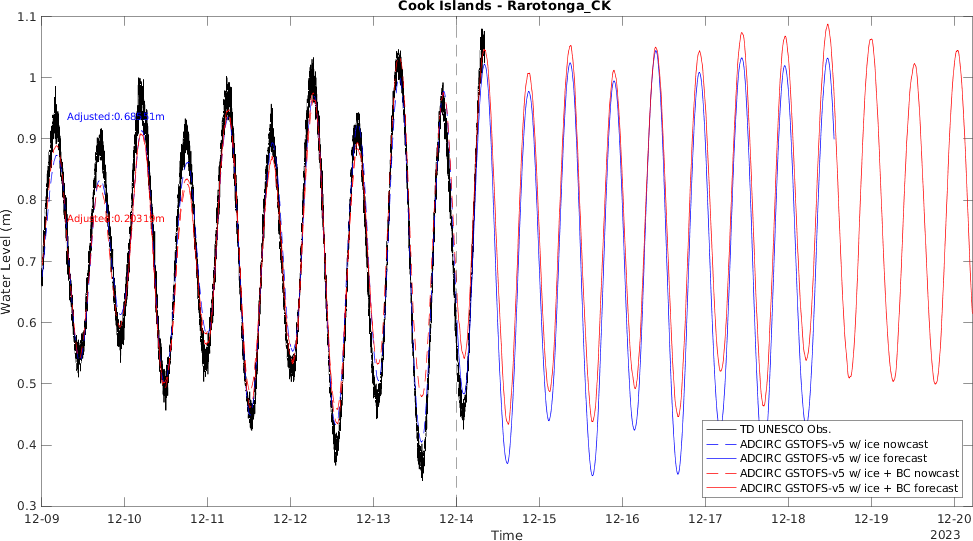 Cook Islands - Rarotonga_CK
1.1
1
0.9
0.8
0.7
0.6
0.5
0.4
0.3
Water Level (m)
Adjusted:
Adjusted:0.20319m
TD UNESCO Obs.
ADCIRC GSTOFS-v5 w/ ice nowcast
ADCIRC GSTOFS-v5 w/ ice forecast
ADCIRC GSTOFS-v5 w/ ice + BC nowcast
ADCIRC GSTOFS-v5 w/ ice + BC forecast
12-09 12-10 12-11 12-12 12-13 12-14 12-15 12-16 12-17 12-18 12-19 12-20
Time
2023